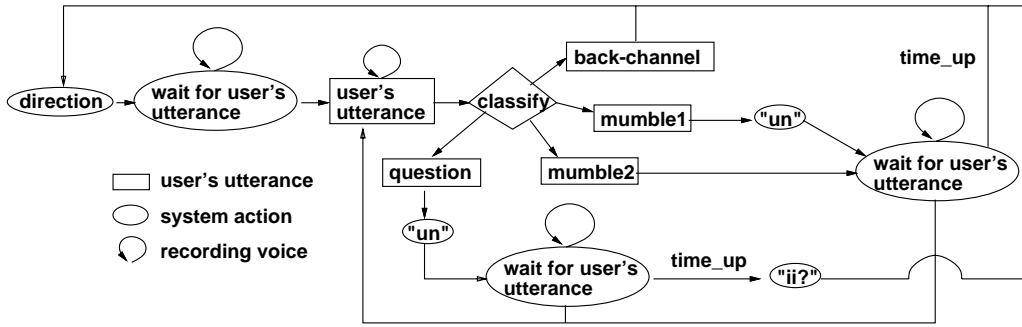 back-channel
time_up
direction
wait for user's
utterance
user's
utterance
classify
mumble1
"un"
wait for user's
utterance
question
mumble2
user's utterance
system action
recording voice
"un"
wait for user's
utterance
time_up
"ii?"